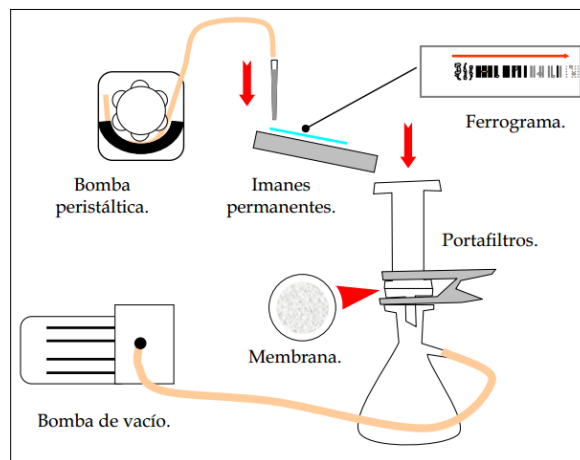 Ferrograma.
Bomba
peristáltica.
Imanes
permanentes.
Portafiltros.
Membrana.
Bomba de vacío.